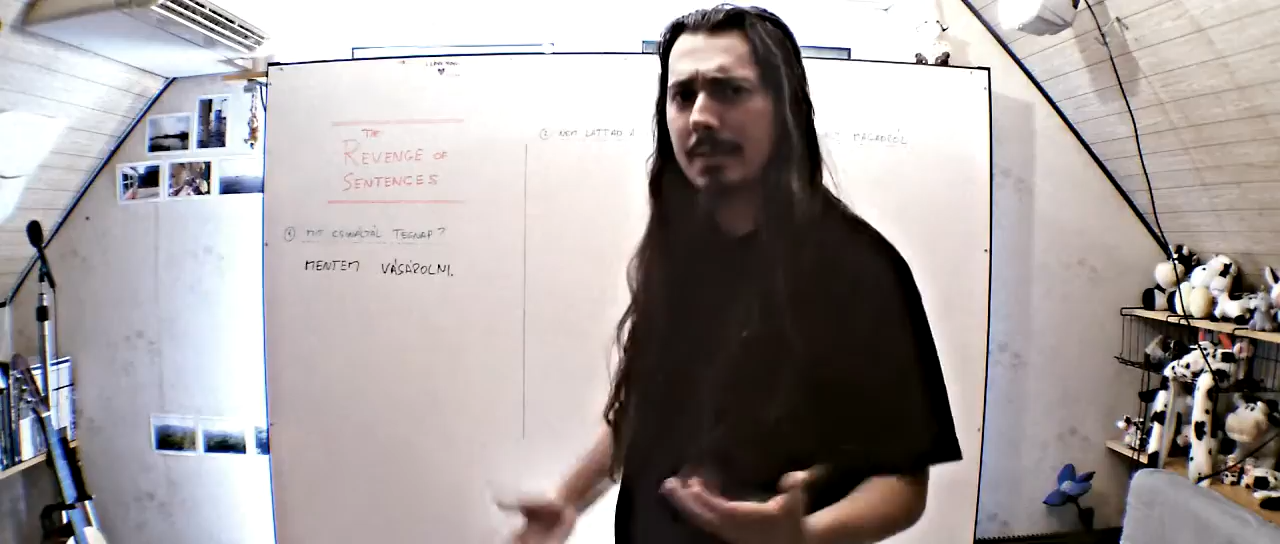 THE
REVENGE OF
SENTENCES
① MIT CSINÁLTÁL TEGNAP?
MENTEM VÁSÁROLNI.
② NEM LÁTTAD A
MAGADRÓL